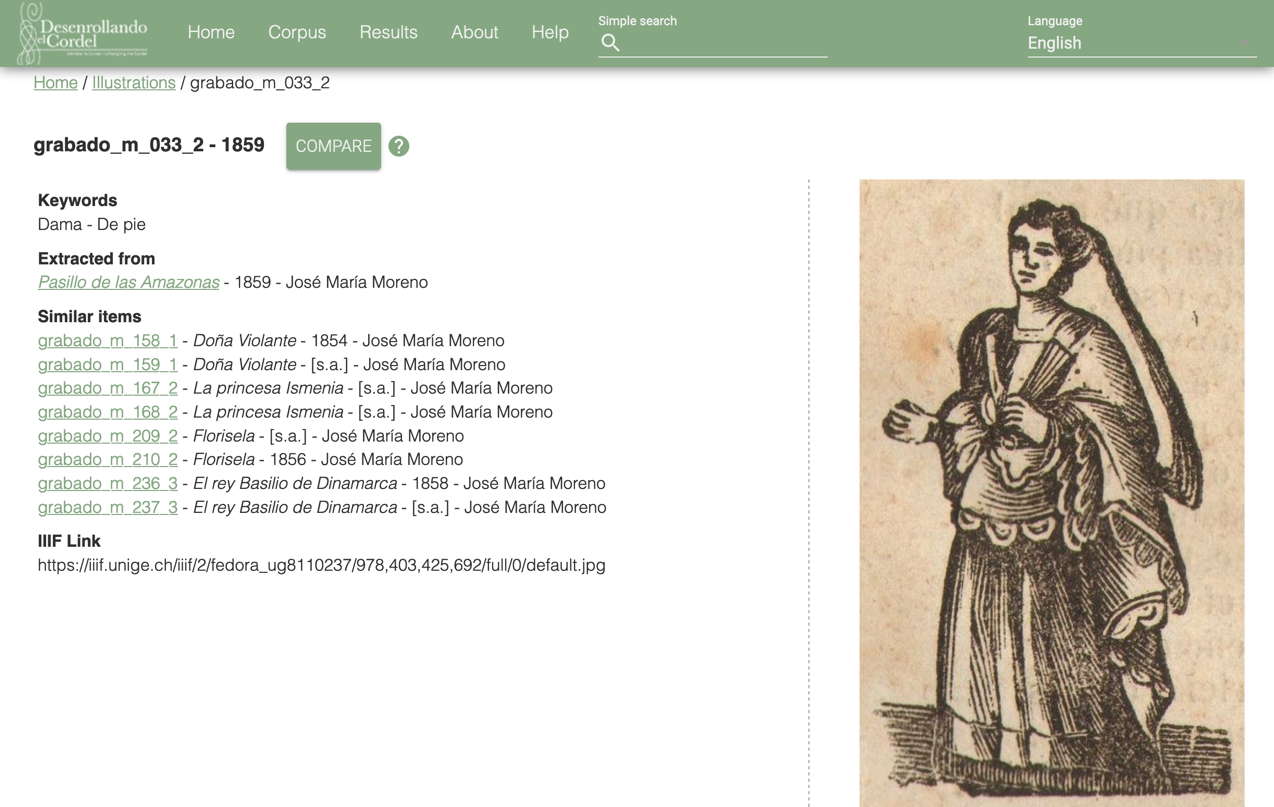 Desenrollando
el Cordel
Home Corpus Results About Help
Simple search
Language
English
Home / Illustrations / grabado_m_033_2
grabado_m_033_2 - 1859
COMPARE ?
Keywords
Dama - De pie
Extracted from
Pasillo de las Amazonas - 1859 - José María Moreno
Similar items
grabado_m_158_1 - Doña Violante - 1854 - José María Moreno
grabado_m_159_1 - Doña Violante - [s.a.] - José María Moreno
grabado_m_167_2 - La princesa Ismenia - [s.a.] - José María Moreno
grabado_m_168_2 - La princesa Ismenia - [s.a.] - José María Moreno
grabado_m_209_2 - Florisela - [s.a.] - José María Moreno
grabado_m_210_2 - Florisela - 1856 - José María Moreno
grabado_m_236_3 - El rey Basilio de Dinamarca - 1858 - José María Moreno
grabado_m_237_3 - El rey Basilio de Dinamarca - [s.a.] - José María Moreno
IIIF Link
https://iiif.unige.ch/iiif/2/fedora_ug8110237/978,403,425,692/full/0/default.jpg